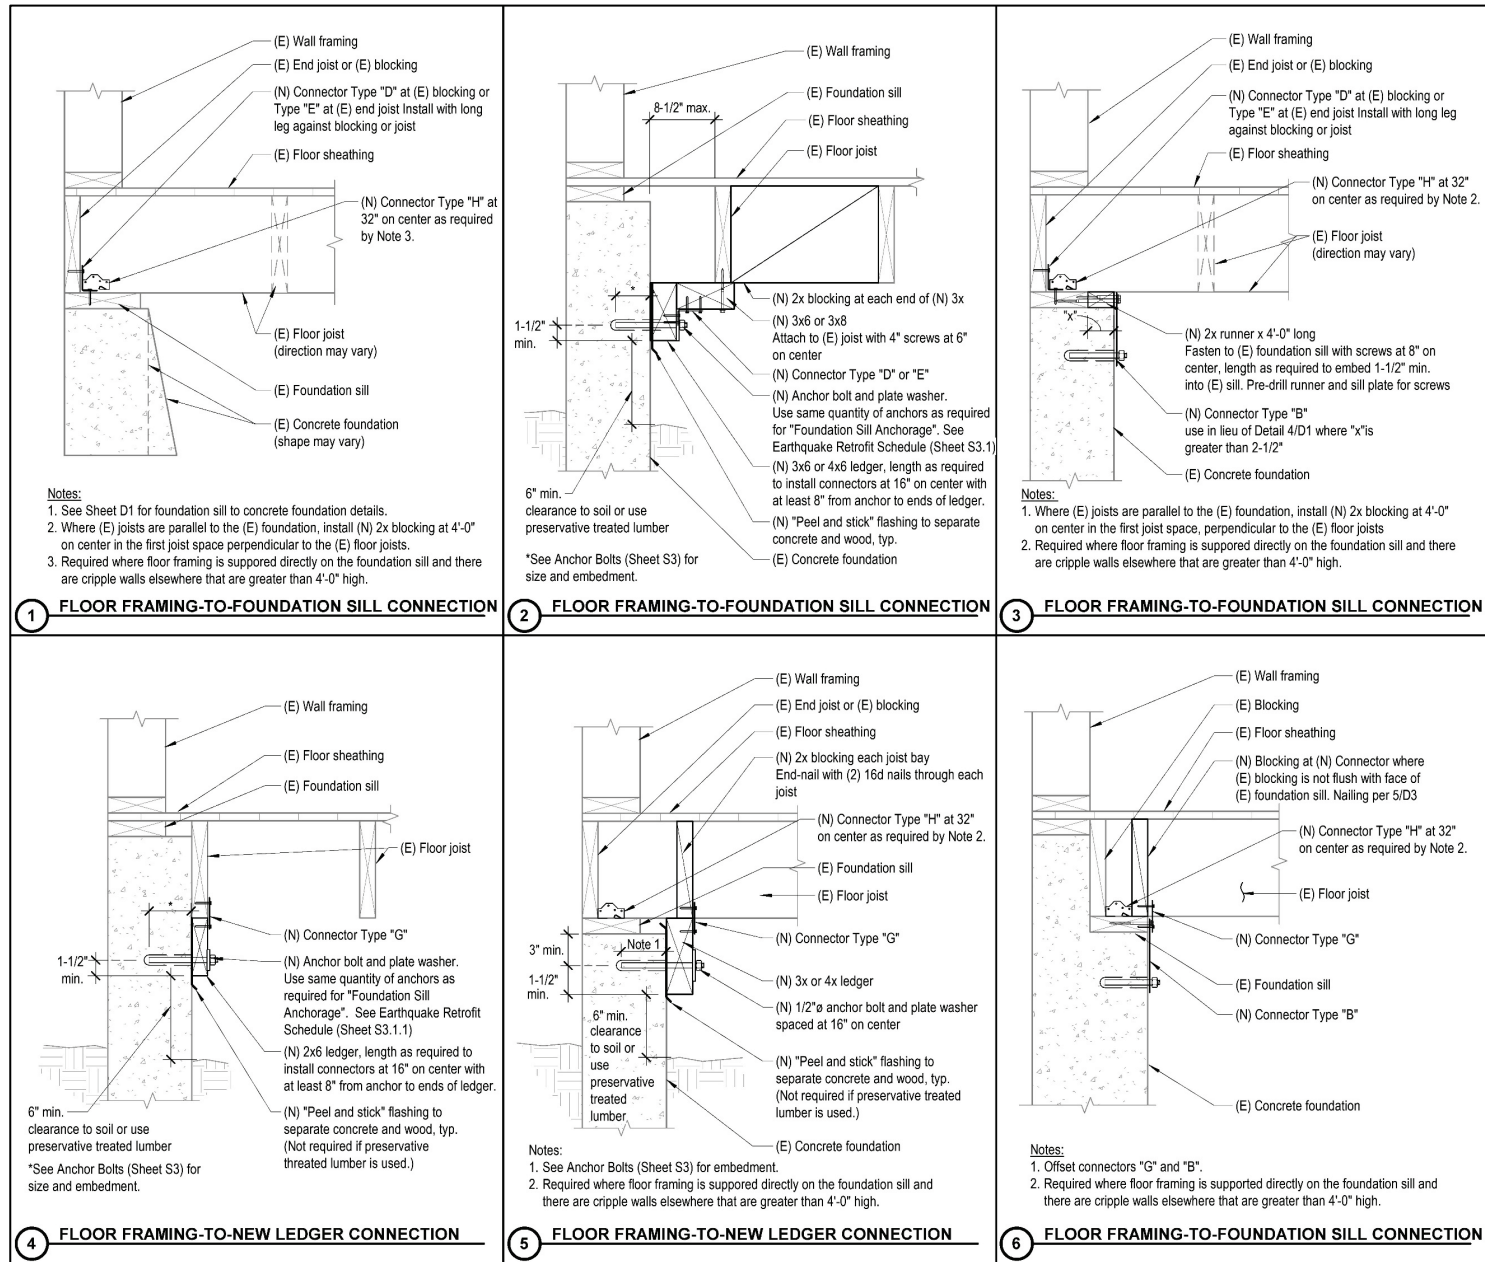 (E) Wall framing
(E) End joist or (E) blocking
(N) Connector Type "D" at (E) blocking or
Type "E" at (E) end joist Install with long
leg against blocking or joist
(E) Floor sheathing
(N) Connector Type "H" at
32" on center as required
by Note 3.
(E) Floor joist
(direction may vary)
(E) Foundation sill
(E) Concrete foundation
(shape may vary)
Notes:
1. See Sheet D1 for foundation sill to concrete foundation details.
2. Where (E) joists are parallel to the (E) foundation, install (N) 2x blocking at 4'-0"
on center in the first joist space perpendicular to the (E) floor joists.
3. Required where floor framing is suppored directly on the foundation sill and there
are cripple walls elsewhere that are greater than 4'-0" high.
1 FLOOR FRAMING-TO-FOUNDATION SILL CONNECTION
(E) Wall framing
(E) Foundation sill
8-1/2" max.
(E) Floor sheathing
(E) Floor joist
*
1-1/2"
min.
(N) 2x blocking at each end of (N) 3x
(N) 3x6 or 3x8
Attach to (E) joist with 4" screws at 6"
on center
(N) Connector Type "D" or "E"
(N) Anchor bolt and plate washer.
Use same quantity of anchors as required
for "Foundation Sill Anchorage". See
Earthquake Retrofit Schedule (Sheet S3.1)
(N) 3x6 or 4x6 ledger, length as required
to install connectors at 16" on center with
at least 8" from anchor to ends of ledger.
(N) "Peel and stick" flashing to separate
concrete and wood, typ.
(E) Concrete foundation
6" min.
clearance to soil or use
preservative treated lumber
*See Anchor Bolts (Sheet S3) for
size and embedment.
2 FLOOR FRAMING-TO-FOUNDATION SILL CONNECTION
(E) Wall framing
(E) End joist or (E) blocking
(N) Connector Type "D" at (E) blocking or
Type "E" at (E) end joist Install with long leg
against blocking or joist
(E) Floor sheathing
(N) Connector Type "H" at 32"
on center as required by Note 2.
(E) Floor joist
(direction may vary)
"x"
(N) 2x runner x 4'-0" long
Fasten to (E) foundation sill with screws at 8" on
center, length as required to embed 1-1/2" min.
into (E) sill. Pre-drill runner and sill plate for screws
(N) Connector Type "B"
use in lieu of Detail 4/D1 where "x"is
greater than 2-1/2"
(E) Concrete foundation
Notes:
1. Where (E) joists are parallel to the (E) foundation, install (N) 2x blocking at 4'-0"
on center in the first joist space, perpendicular to the (E) floor joists
2. Required where floor framing is suppored directly on the foundation sill and there
are cripple walls elsewhere that are greater than 4'-0" high.
3 FLOOR FRAMING-TO-FOUNDATION SILL CONNECTION
(E) Wall framing
(E) Floor sheathing
(E) Foundation sill
(E) Floor joist
*
1-1/2"
min.
(N) Connector Type "G"
(N) Anchor bolt and plate washer.
Use same quantity of anchors as
required for "Foundation Sill
Anchorage". See Earthquake Retrofit
Schedule (Sheet S3.1.1)
(N) 2x6 ledger, length as required to
install connectors at 16" on center with
at least 8" from anchor to ends of ledger.
(N) "Peel and stick" flashing to
separate concrete and wood, typ.
(Not required if preservative
threated lumber is used.)
6" min.
clearance to soil or use
preservative treated lumber
*See Anchor Bolts (Sheet S3) for
size and embedment.
4 FLOOR FRAMING-TO-NEW LEDGER CONNECTION
(E) Wall framing
(E) End joist or (E) blocking
(E) Floor sheathing
(N) 2x blocking each joist bay
End-nail with (2) 16d nails through each
joist
(N) Connector Type "H" at 32"
on center as required by Note 2.
(E) Foundation sill
(E) Floor joist
3" min.
Note 1
1-1/2"
min.
(N) Connector Type "G"
(N) 3x or 4x ledger
(N) 1/2"ø anchor bolt and plate washer
spaced at 16" on center
6" min.
clearance
to soil or
use
preservative
treated
lumber
(N) "Peel and stick" flashing to
separate concrete and wood, typ.
(Not required if preservative treated
lumber is used.)
(E) Concrete foundation
Notes:
1. See Anchor Bolts (Sheet S3) for embedment.
2. Required where floor framing is suppored directly on the foundation sill and
there are cripple walls elsewhere that are greater than 4'-0" high.
5 FLOOR FRAMING-TO-NEW LEDGER CONNECTION
(E) Wall framing
(E) Blocking
(E) Floor sheathing
(N) Blocking at (N) Connector where
(E) blocking is not flush with face of
(E) foundation sill. Nailing per 5/D3
(N) Connector Type "H" at 32"
on center as required by Note 2.
(E) Floor joist
(N) Connector Type "G"
(E) Foundation sill
(N) Connector Type "B"
(E) Concrete foundation
Notes:
1. Offset connectors "G" and "B".
2. Required where floor framing is supported directly on the foundation sill and
there are cripple walls elsewhere that are greater than 4'-0" high.
6 FLOOR FRAMING-TO-FOUNDATION SILL CONNECTION